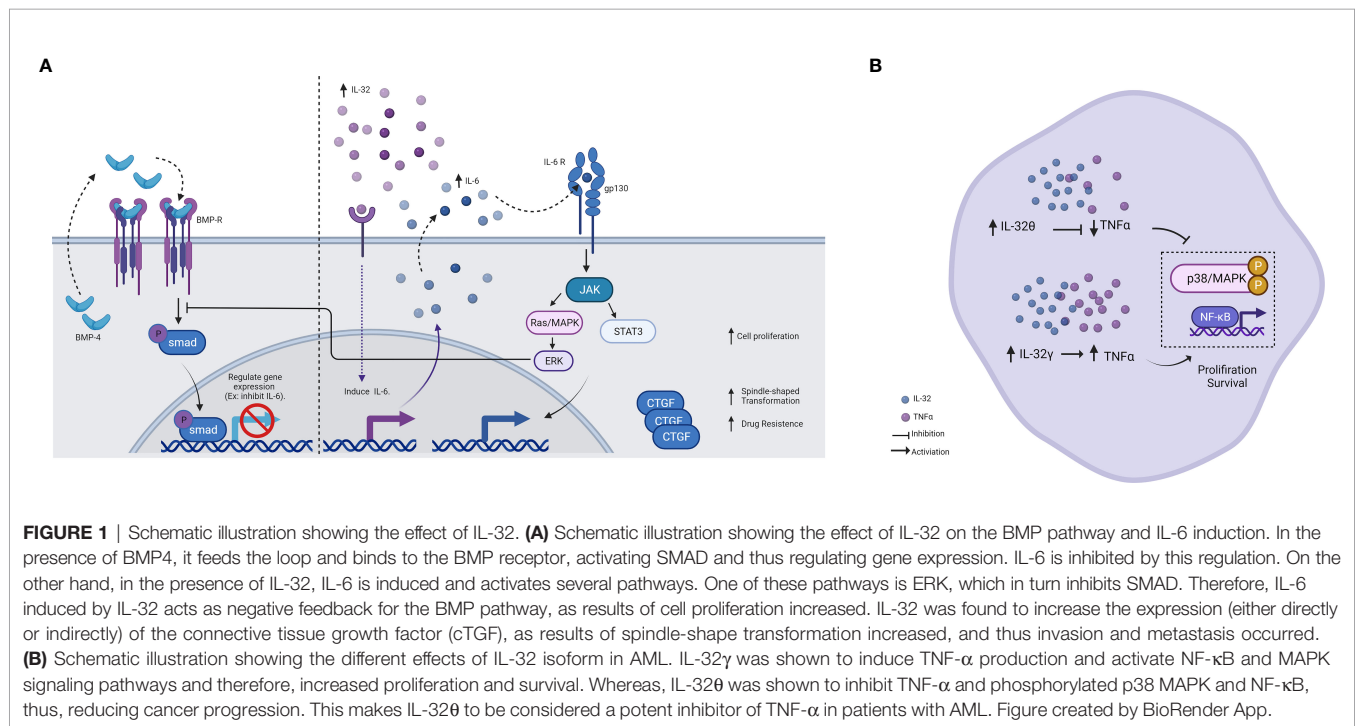 A
IL-32
IL-6
IL-6 R
gp130
BMP-R
BMP-4
P
smad
JAK
Ras/MAPK
STAT3
ERK
Cell proliferation
Regulate gene
expression
(Ex: inhibit IL-6).
Induce IL-6.
P
smad
CTGF
CTGF
CTGF
Spindle-shaped
Transformation
Drug Resistence
B
IL-32θ
TNFα
p38/MAPK
P
P
NF-κB
IL-32γ
TNFα
Prolifiration
Survival
IL-32
TNFα
Inhibition
Activiation
FIGURE 1 | Schematic illustration showing the effect of IL-32. (A) Schematic illustration showing the effect of IL-32 on the BMP pathway and IL-6 induction. In the
presence of BMP4, it feeds the loop and binds to the BMP receptor, activating SMAD and thus regulating gene expression. IL-6 is inhibited by this regulation. On the
other hand, in the presence of IL-32, IL-6 is induced and activates several pathways. One of these pathways is ERK, which in turn inhibits SMAD. Therefore, IL-6
induced by IL-32 acts as negative feedback for the BMP pathway, as results of cell proliferation increased. IL-32 was found to increase the expression (either directly
or indirectly) of the connective tissue growth factor (cTGF), as results of spindle-shape transformation increased, and thus invasion and metastasis occurred.
(B) Schematic illustration showing the different effects of IL-32 isoform in AML. IL-32γ was shown to induce TNF-α production and activate NF-κB and MAPK
signaling pathways and therefore, increased proliferation and survival. Whereas, IL-32θ was shown to inhibit TNF-α and phosphorylated p38 MAPK and NF-κB,
thus, reducing cancer progression. This makes IL-32θ to be considered a potent inhibitor of TNF-α in patients with AML. Figure created by BioRender App.